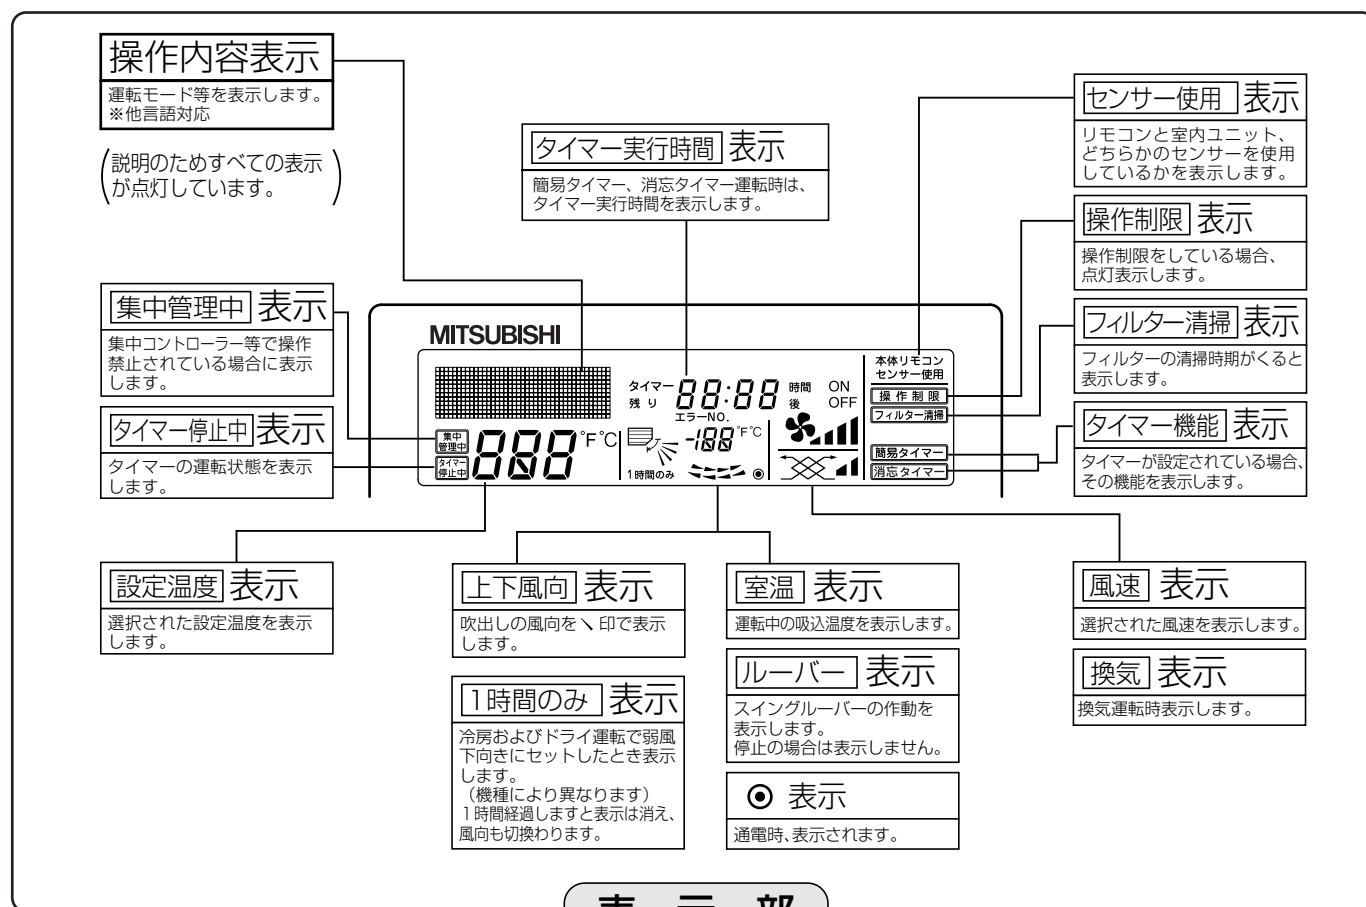 操作内容表示
運転モード等を表示します。
※他言語対応
(説明のためすべての表示
が点灯しています。)
タイマー実行時間 表示
簡易タイマー、消忘タイマー運転時は、
タイマー実行時間を表示します。
センサー使用 表示
リモコンと室内ユニット、
どちらかのセンサーを使用
しているかを表示します。
操作制限 表示
操作制限をしている場合、
点灯表示します。
集中管理中 表示
集中コントローラー等で操作
禁止されている場合に表示
します。
フィルター清掃 表示
フィルターの清掃時期がくると
表示します。
タイマー停止中 表示
タイマーの運転状態を表示
します。
タイマー機能 表示
タイマーが設定されている場合、
その機能を表示します。
MITSUBISHI
タイマー 88:88 時間 ON
残り 後 OFF
エラーNO.
本体リモコン
センサー使用
操作制限
フィルター清掃
集中
管理中
タイマー
停止中
888 °F °C
-188 °F °C
1時間のみ
簡易タイマー
消忘タイマー
設定温度 表示
選択された設定温度を表示
します。
上下風向 表示
吹出しの風向を ヽ 印で表示
します。
室温 表示
運転中の吸込温度を表示します。
風速 表示
選択された風速を表示します。
1時間のみ 表示
冷房およびドライ運転で弱風
下向きにセットしたとき表示
します。
(機種により異なります)
1時間経過しますと表示は消え、
風向も切換わります。
ルーバー 表示
スイングルーバーの作動を
表示します。
停止の場合は表示しません。
換気 表示
換気運転時表示します。
◉ 表示
通電時、表示されます。
表 示 部